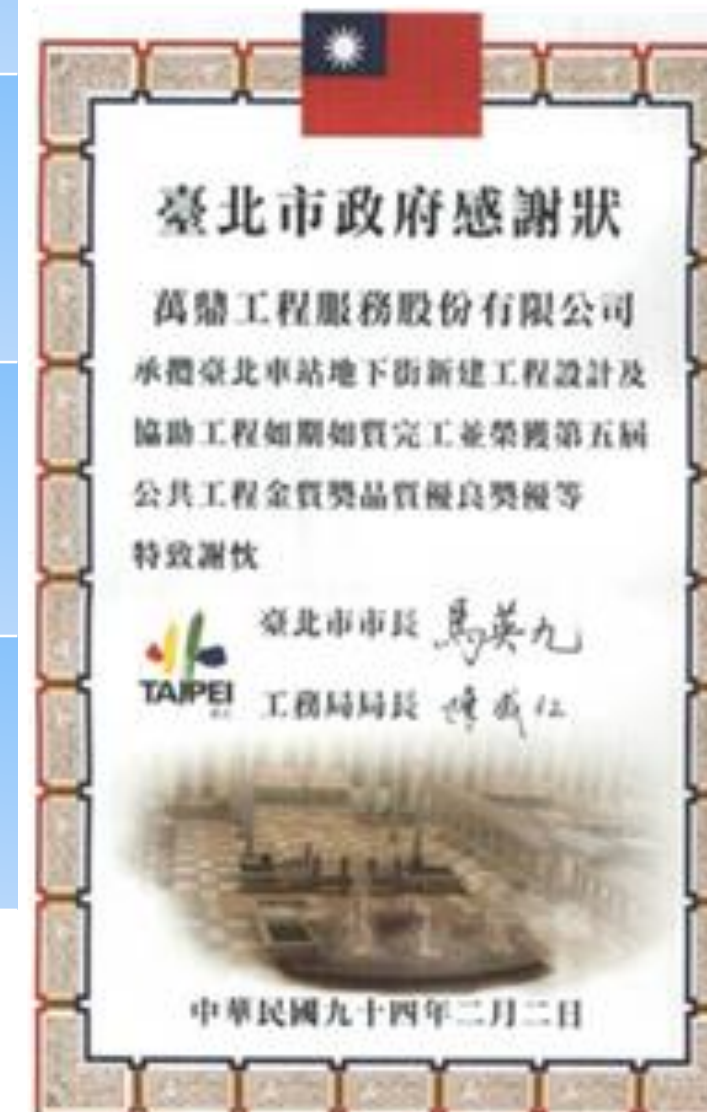 臺北市政府感謝狀
萬鼎工程服務股份有限公司
承攬臺北車站地下街新建工程設計及
協助工程如期如質完工並榮獲第五屆
公共工程金質獎品質優良獎優等
特致謝忱
臺北市市長 馬英九
TAIPEI
工務局局長 陳威仁
中華民國九十四年二月二日